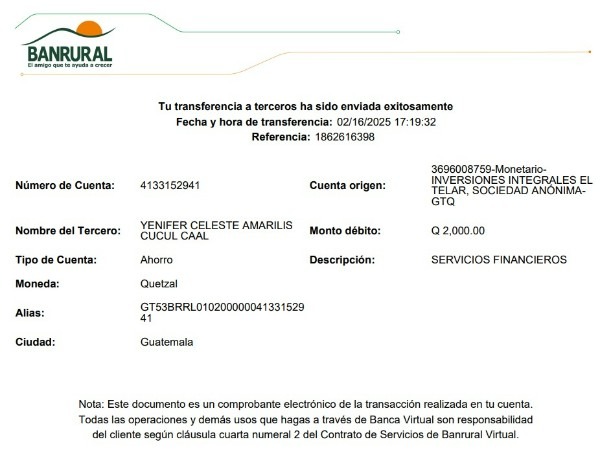 BANRURAL
El amigo que te ayuda a crecer
Tu transferencia a terceros ha sido enviada exitosamente
Fecha y hora de transferencia: 02/16/2025 17:19:32
Referencia: 1862616398
Número de Cuenta: 4133152941
Cuenta origen: 3696008759-Monetario-
INVERSIONES INTEGRALES EL
TELAR, SOCIEDAD ANÓNIMA-
GTQ
Nombre del Tercero: YENIFER CELESTE AMARILIS
CUCUL CAAL
Monto débito: Q 2,000.00
Tipo de Cuenta: Ahorro
Descripción: SERVICIOS FINANCIEROS
Moneda: Quetzal
Alias: GT53BRRL010200000041331529
41
Ciudad: Guatemala
Nota: Este documento es un comprobante electrónico de la transacción realizada en tu cuenta.
Todas las operaciones y demás usos que hagas a través de Banca Virtual son responsabilidad
del cliente según cláusula cuarta numeral 2 del Contrato de Servicios de Banrural Virtual.